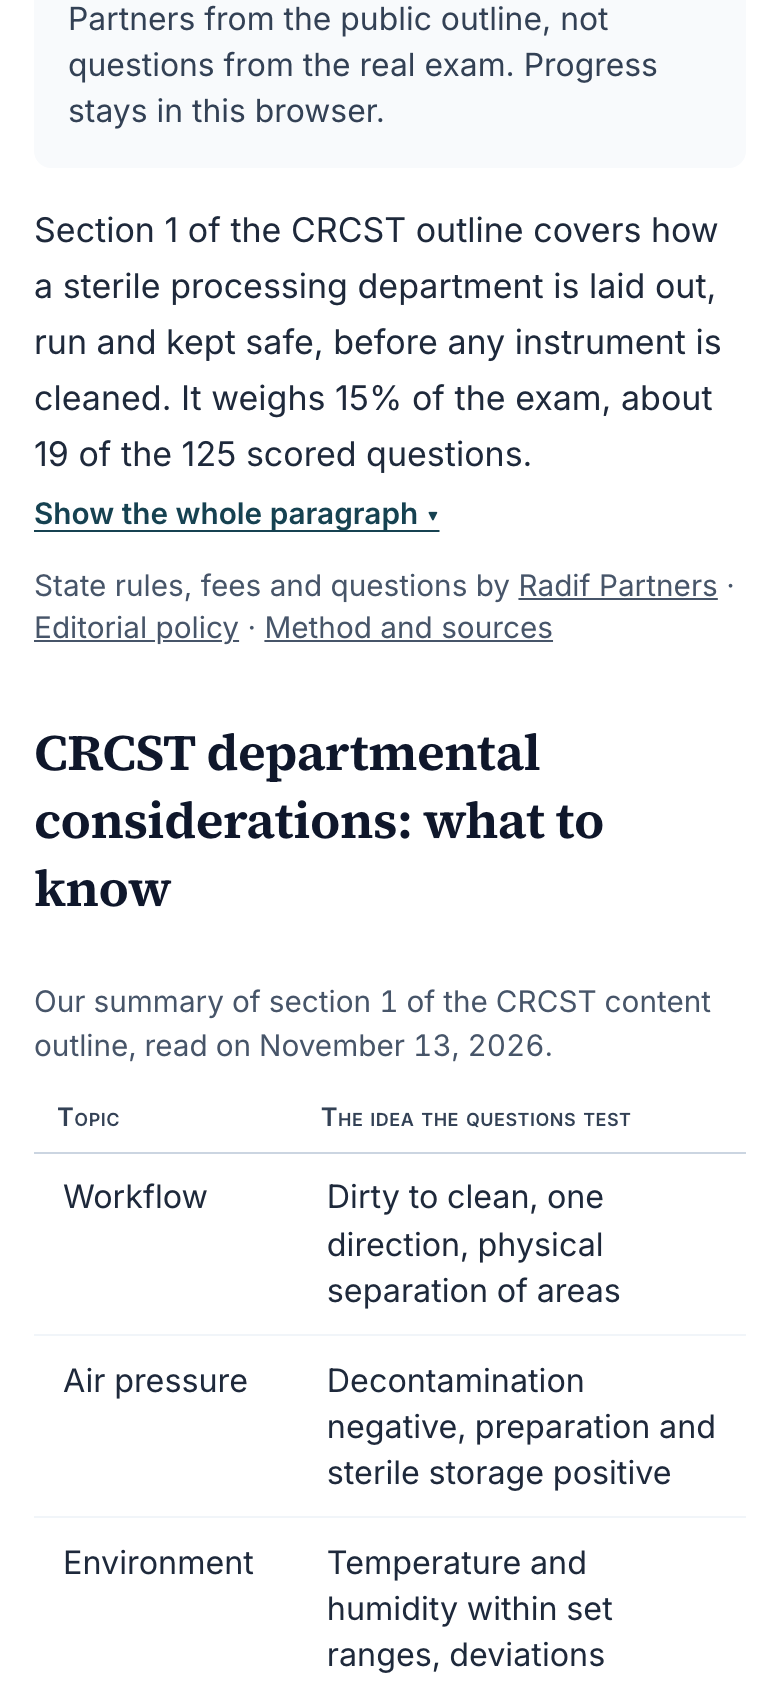 Partners from the public outline, not
questions from the real exam. Progress
stays in this browser.
Section 1 of the CRCST outline covers how
a sterile processing department is laid out,
run and kept safe, before any instrument is
cleaned. It weighs 15% of the exam, about
19 of the 125 scored questions.
Show the whole paragraph ▾
State rules, fees and questions by Radif Partners ·
Editorial policy · Method and sources
CRCST departmental
considerations: what to
know
Our summary of section 1 of the CRCST content
outline, read on November 13, 2026.
Topic The idea the questions test
Workflow Dirty to clean, one
direction, physical
separation of areas
Air pressure Decontamination
negative, preparation and
sterile storage positive
Environment Temperature and
humidity within set
ranges, deviations